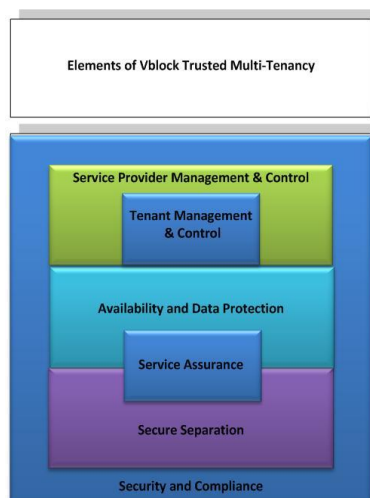 Elements of Vblock Trusted Multi-Tenancy
Service Provider Management & Control
Tenant Management
& Control
Availability and Data Protection
Service Assurance
Secure Separation
Security and Compliance